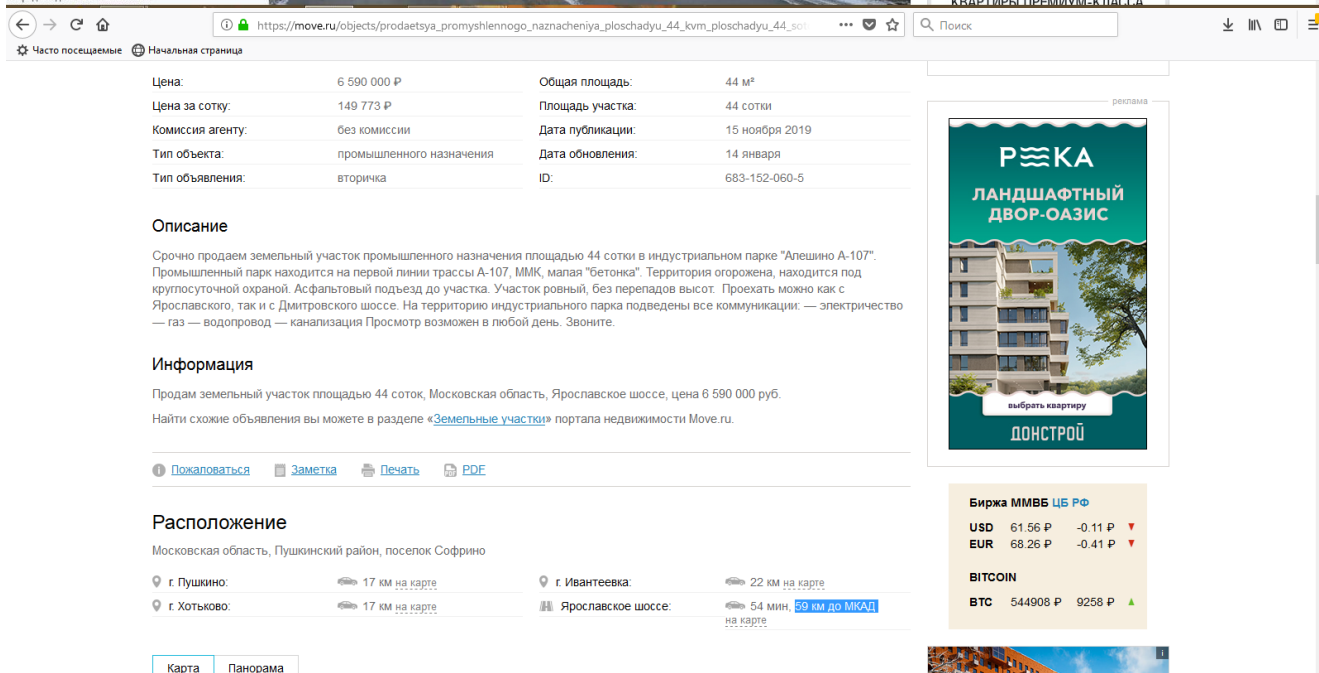 КВАРТИРЫ ПРЕМИУМ-КЛАССА
https://move.ru/objects/prodaetsya_promyshlennogo_naznacheniya_ploschadyu_44_kvm_ploschadyu_44_sot
Поиск
Часто посещаемые Начальная страница
Цена: 6 590 000 ₽ Общая площадь: 44 м²
Цена за сотку: 149 773 ₽ Площадь участка: 44 сотки
Комиссия агенту: без комиссии Дата публикации: 15 ноября 2019
Тип объекта: промышленного назначения Дата обновления: 14 января
Тип объявления: вторичка ID: 683-152-060-5
Описание
Срочно продаем земельный участок промышленного назначения площадью 44 сотки в индустриальном парке "Алешино А-107".
Промышленный парк находится на первой линии трассы А-107, ММК, малая "бетонка". Территория огорожена, находится под
круглосуточной охраной. Асфальтовый подъезд до участка. Участок ровный, без перепадов высот. Проехать можно как с
Ярославского, так и с Дмитровского шоссе. На территорию индустриального парка подведены все коммуникации: — электричество
— газ — водопровод — канализация Просмотр возможен в любой день. Звоните.
Информация
Продам земельный участок площадью 44 соток, Московская область, Ярославское шоссе, цена 6 590 000 руб.
Найти схожие объявления вы можете в разделе «Земельные участки» портала недвижимости Move.ru.
Пожаловаться Заметка Печать PDF
Расположение
Московская область, Пушкинский район, поселок Софрино
г. Пушкино: 17 км на карте г. Ивантеевка: 22 км на карте
г. Хотьково: 17 км на карте Ярославское шоссе: 54 мин, 59 км до МКАД
на карте
Карта Панорама
реклама
РЕКА
ЛАНДШАФТНЫЙ
ДВОР-ОАЗИС
выбрать квартиру
ДОНСТРОЙ
Биржа ММВБ ЦБ РФ
USD 61.56 ₽ -0.11 ₽ ▼
EUR 68.26 ₽ -0.41 ₽ ▼
BITCOIN
BTC 544908 ₽ 9258 ₽ ▲